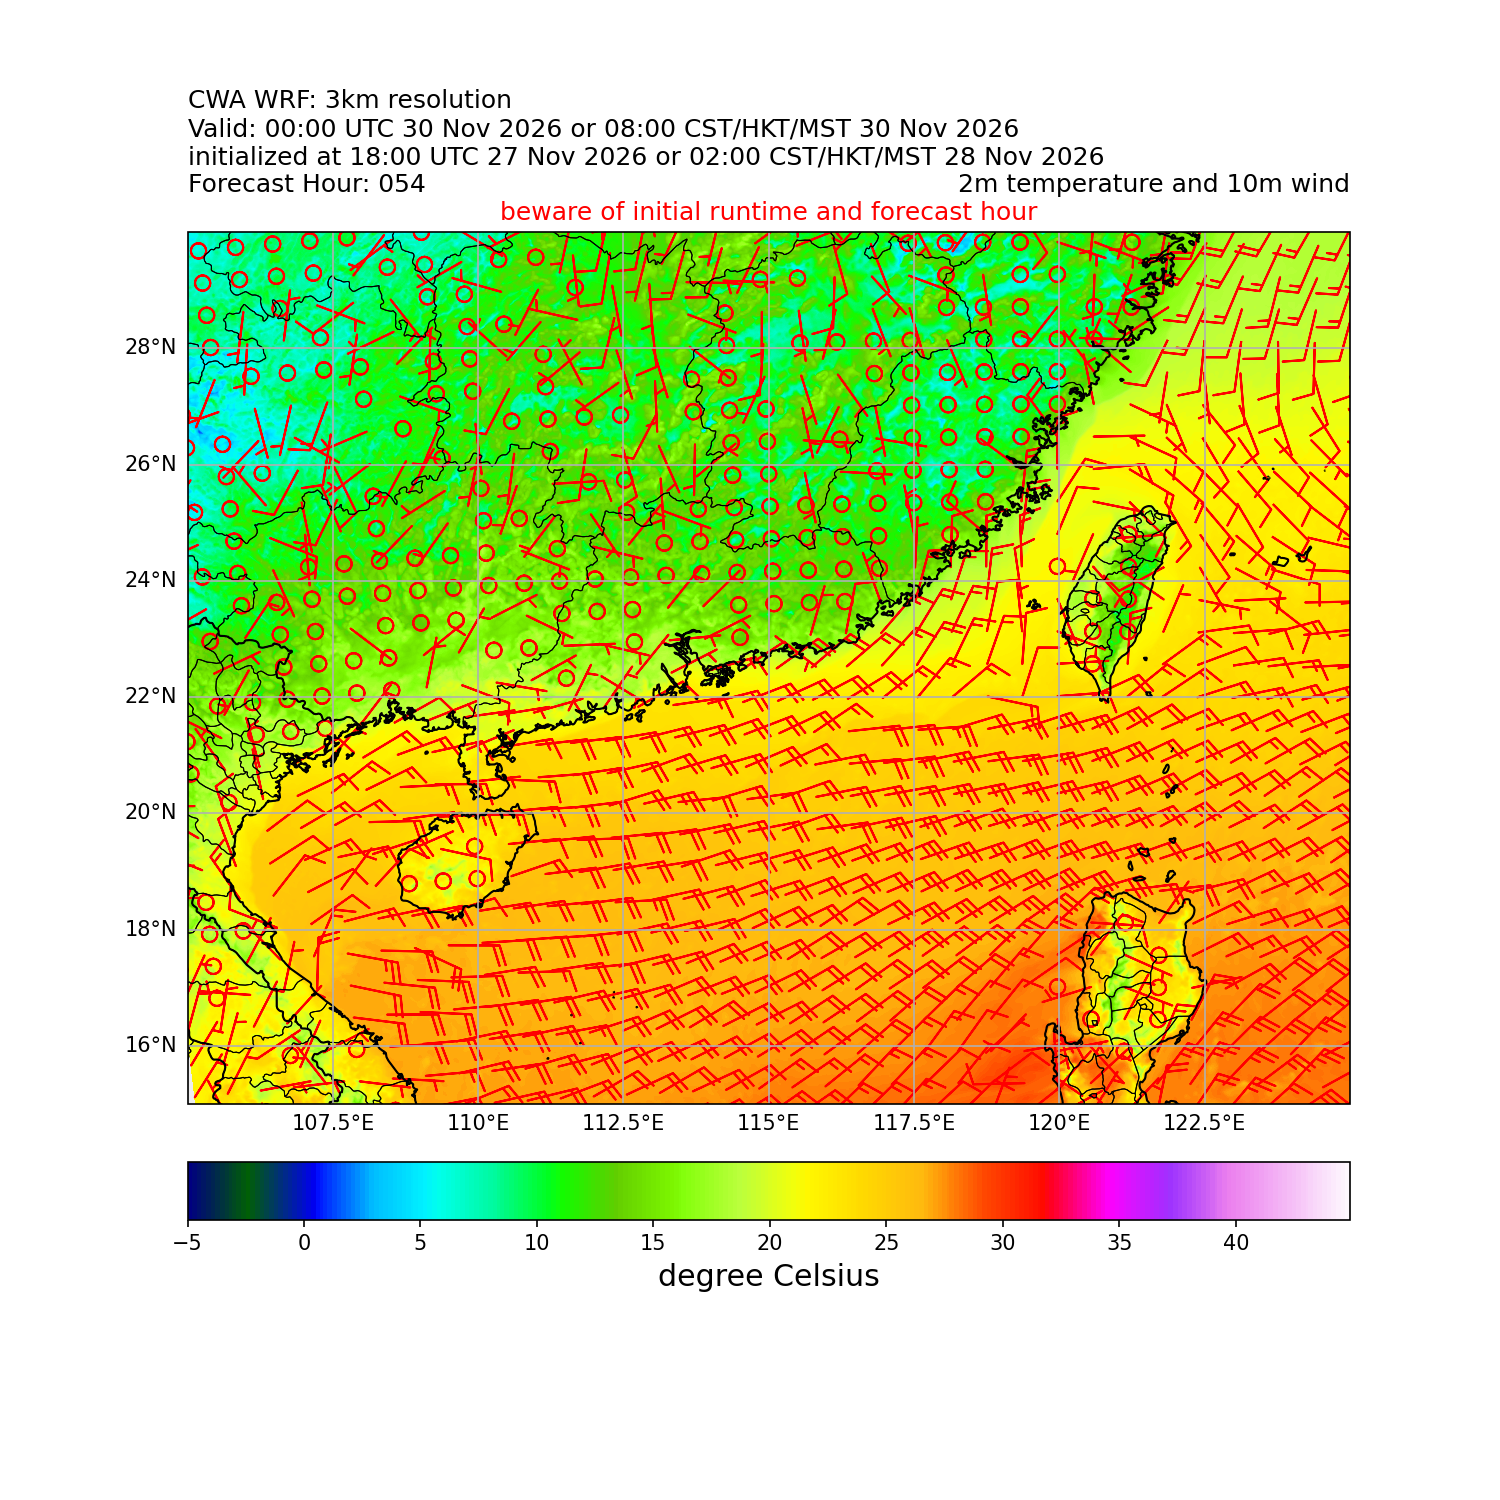 CWA WRF: 3km resolution
Valid: 00:00 UTC 30 Nov 2026 or 08:00 CST/HKT/MST 30 Nov 2026
initialized at 18:00 UTC 27 Nov 2026 or 02:00 CST/HKT/MST 28 Nov 2026
Forecast Hour: 054 2m temperature and 10m wind
beware of initial runtime and forecast hour
28°N
26°N
24°N
22°N
20°N
18°N
16°N
107.5°E 110°E 112.5°E 115°E 117.5°E 120°E 122.5°E
−5 0 5 10 15 20 25 30 35 40
degree Celsius